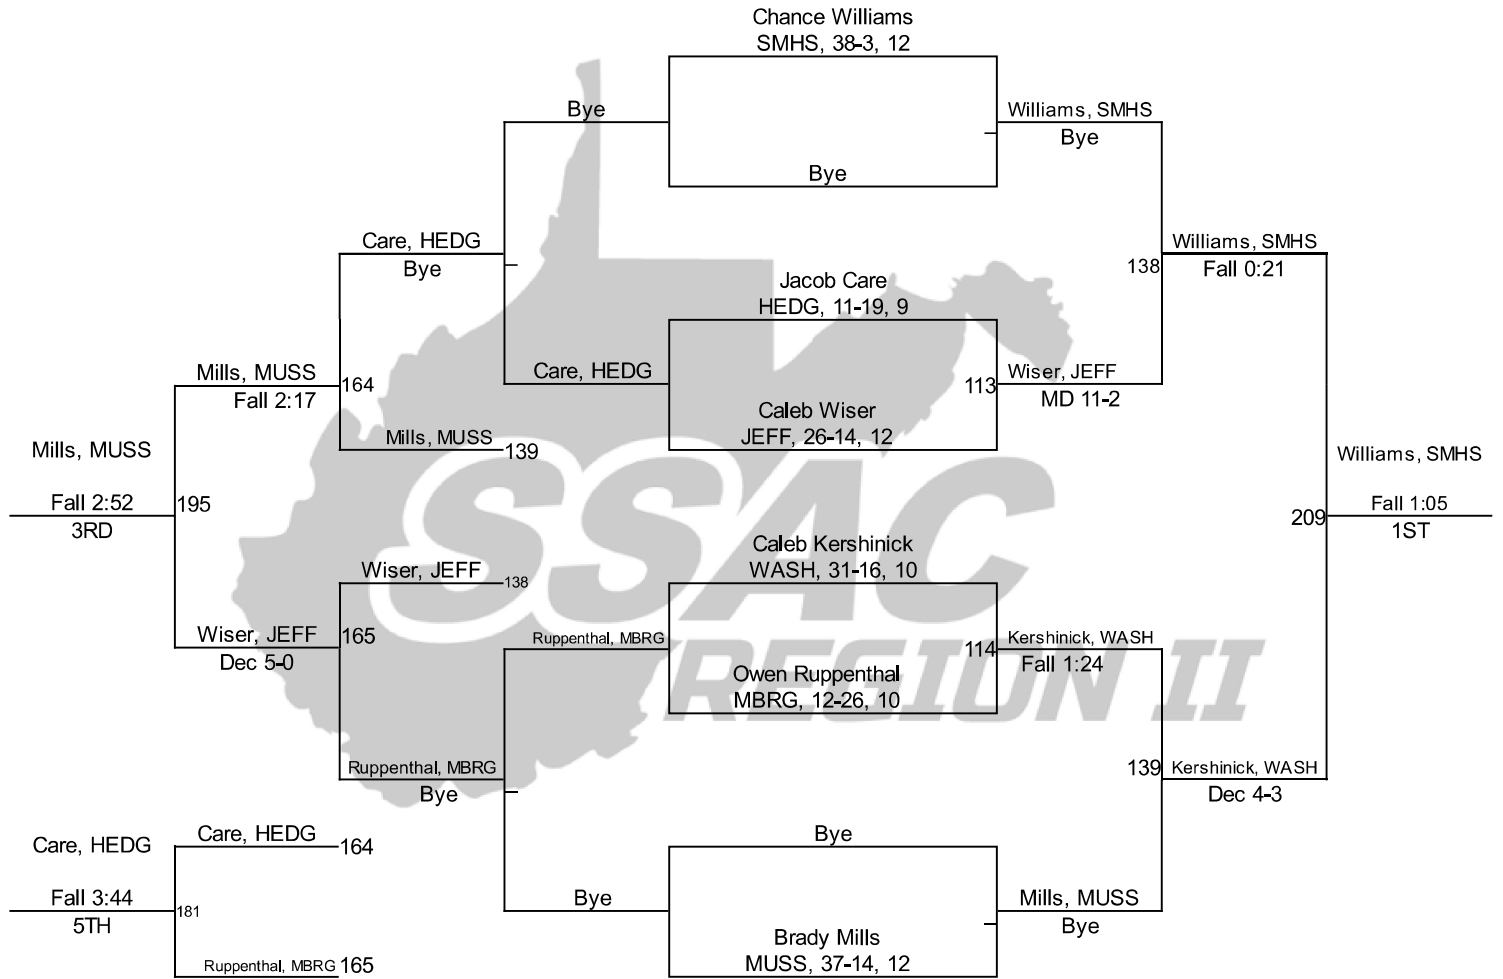 Chance Williams
SMHS, 38-3, 12
Bye
Williams, SMHS
Bye
Bye
Care, HEDG
Bye
Williams, SMHS
138
Fall 0:21
Jacob Care
HEDG, 11-19, 9
Mills, MUSS
164
Fall 2:17
Care, HEDG
113
Wiser, JEFF
MD 11-2
Caleb Wiser
JEFF, 26-14, 12
Mills, MUSS
139
Mills, MUSS
Fall 2:52
195
3RD
Williams, SMHS
209
Fall 1:05
1ST
SSAC
REGION II
Caleb Kershinick
WASH, 31-16, 10
Wiser, JEFF
138
Wiser, JEFF
165
Dec 5-0
Ruppenthal, MBRG
114
Kershinick, WASH
Fall 1:24
Owen Ruppenthal
MBRG, 12-26, 10
Ruppenthal, MBRG
Bye
139
Kershinick, WASH
Dec 4-3
Care, HEDG
Care, HEDG
164
Fall 3:44
181
5TH
Ruppenthal, MBRG
165
Bye
Bye
Mills, MUSS
Bye
Brady Mills
MUSS, 37-14, 12